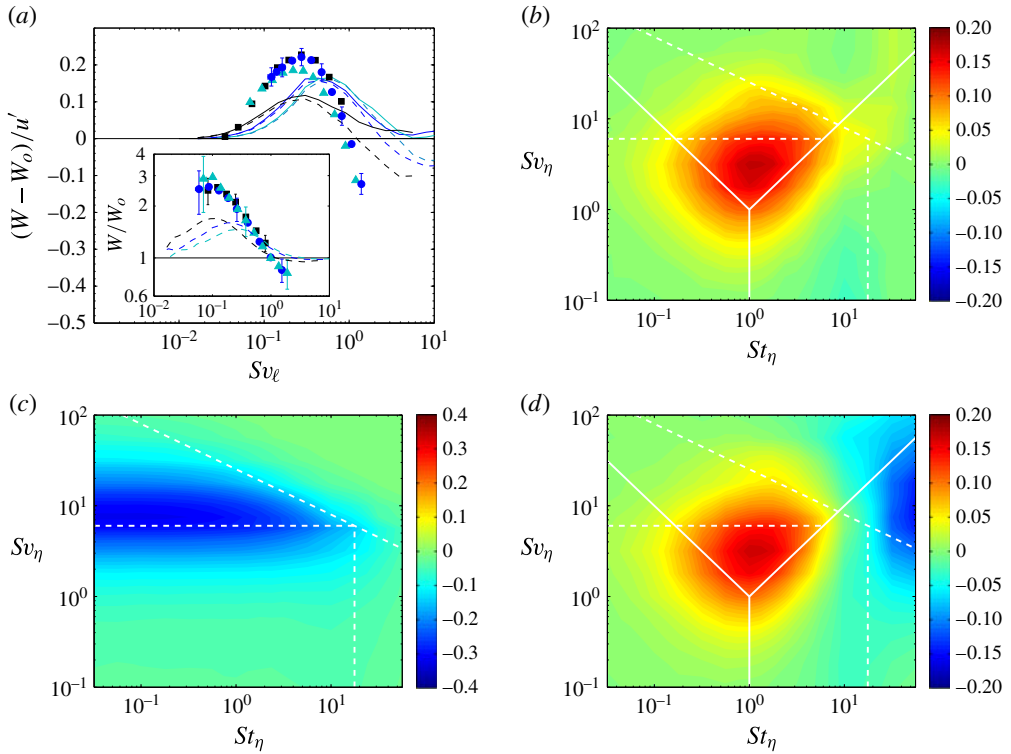 (a)
(W − W_o)/u′
0.2
0.1
0
−0.1
−0.2
−0.3
−0.4
−0.5
W/W_o
4
3
2
1
0.6
10^−2 10^−1 10^0 10^1
10^−2 10^−1 10^0 10^1
Sv_ℓ
(b)
Sv_η
10^2
10^1
10^0
10^−1
10^−1 10^0 10^1
St_η
0.20
0.15
0.10
0.05
0
−0.05
−0.10
−0.15
−0.20
(c)
Sv_η
10^2
10^1
10^0
10^−1
10^−1 10^0 10^1
St_η
0.4
0.3
0.2
0.1
0
−0.1
−0.2
−0.3
−0.4
(d)
Sv_η
10^2
10^1
10^0
10^−1
10^−1 10^0 10^1
St_η
0.20
0.15
0.10
0.05
0
−0.05
−0.10
−0.15
−0.20